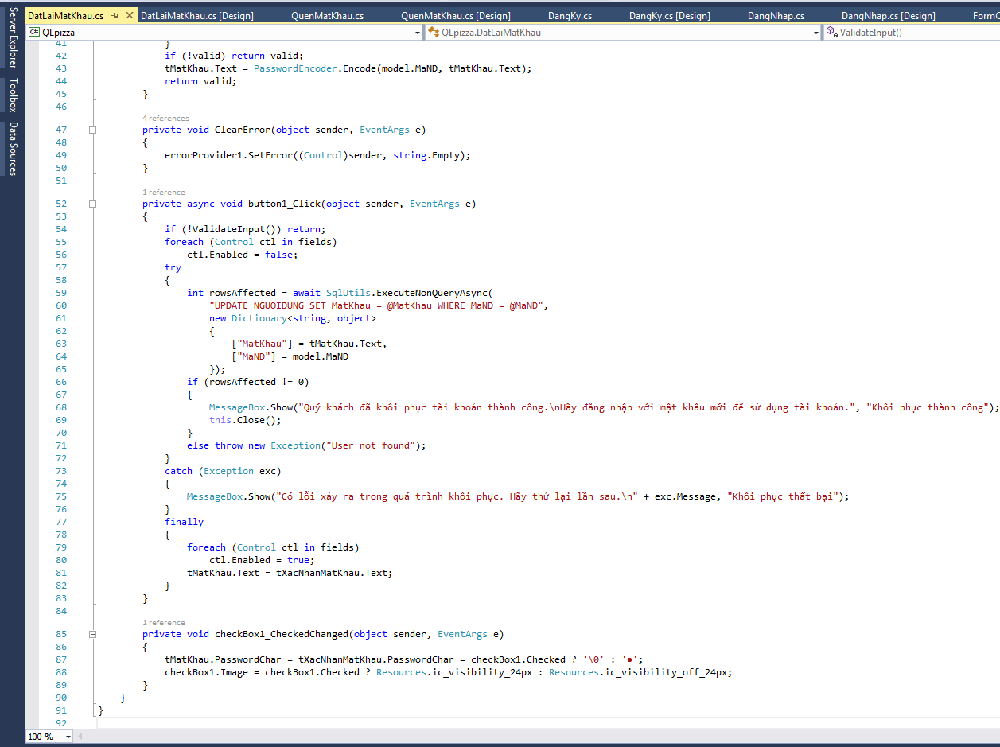 DatLaiMatKhau.cs
DatLaiMatKhau.cs [Design]
QuenMatKhau.cs
QuenMatKhau.cs [Design]
DangKy.cs
DangKy.cs [Design]
DangNhap.cs
DangNhap.cs [Design]
Server Explorer
Toolbox
Data Sources
C# QLpizza
QLpizza.DatLaiMatKhau
ValidateInput()
41 }
42 if (!valid) return valid;
43 tMatKhau.Text = PasswordEncoder.Encode(model.MaND, tMatKhau.Text);
44 return valid;
45 }
46
4 references
47 private void ClearError(object sender, EventArgs e)
48 {
49 errorProvider1.SetError((Control)sender, string.Empty);
50 }
51
1 reference
52 private async void button1_Click(object sender, EventArgs e)
53 {
54 if (!ValidateInput()) return;
55 foreach (Control ctl in fields)
56 ctl.Enabled = false;
57 try
58 {
59 int rowsAffected = await SqlUtils.ExecuteNonQueryAsync(
60 "UPDATE NGUOIDUNG SET MatKhau = @MatKhau WHERE MaND = @MaND",
61 new Dictionary<string, object>
62 {
63 ["MatKhau"] = tMatKhau.Text,
64 ["MaND"] = model.MaND
65 });
66 if (rowsAffected != 0)
67 {
68 MessageBox.Show("Quý khách đã khôi phục tài khoản thành công.\nHãy đăng nhập với mật khẩu mới để sử dụng tài khoản.", "Khôi phục thành công");
69 this.Close();
70 }
71 else throw new Exception("User not found");
72 }
73 catch (Exception exc)
74 {
75 MessageBox.Show("Có lỗi xảy ra trong quá trình khôi phục. Hãy thử lại lần sau.\n" + exc.Message, "Khôi phục thất bại");
76 }
77 finally
78 {
79 foreach (Control ctl in fields)
80 ctl.Enabled = true;
81 tMatKhau.Text = tXacNhanMatKhau.Text;
82 }
83 }
84
1 reference
85 private void checkBox1_CheckedChanged(object sender, EventArgs e)
86 {
87 tMatKhau.PasswordChar = tXacNhanMatKhau.PasswordChar = checkBox1.Checked ? '\0' : '●';
88 checkBox1.Image = checkBox1.Checked ? Resources.ic_visibility_24px : Resources.ic_visibility_off_24px;
89 }
90 }
91 }
92
100 %